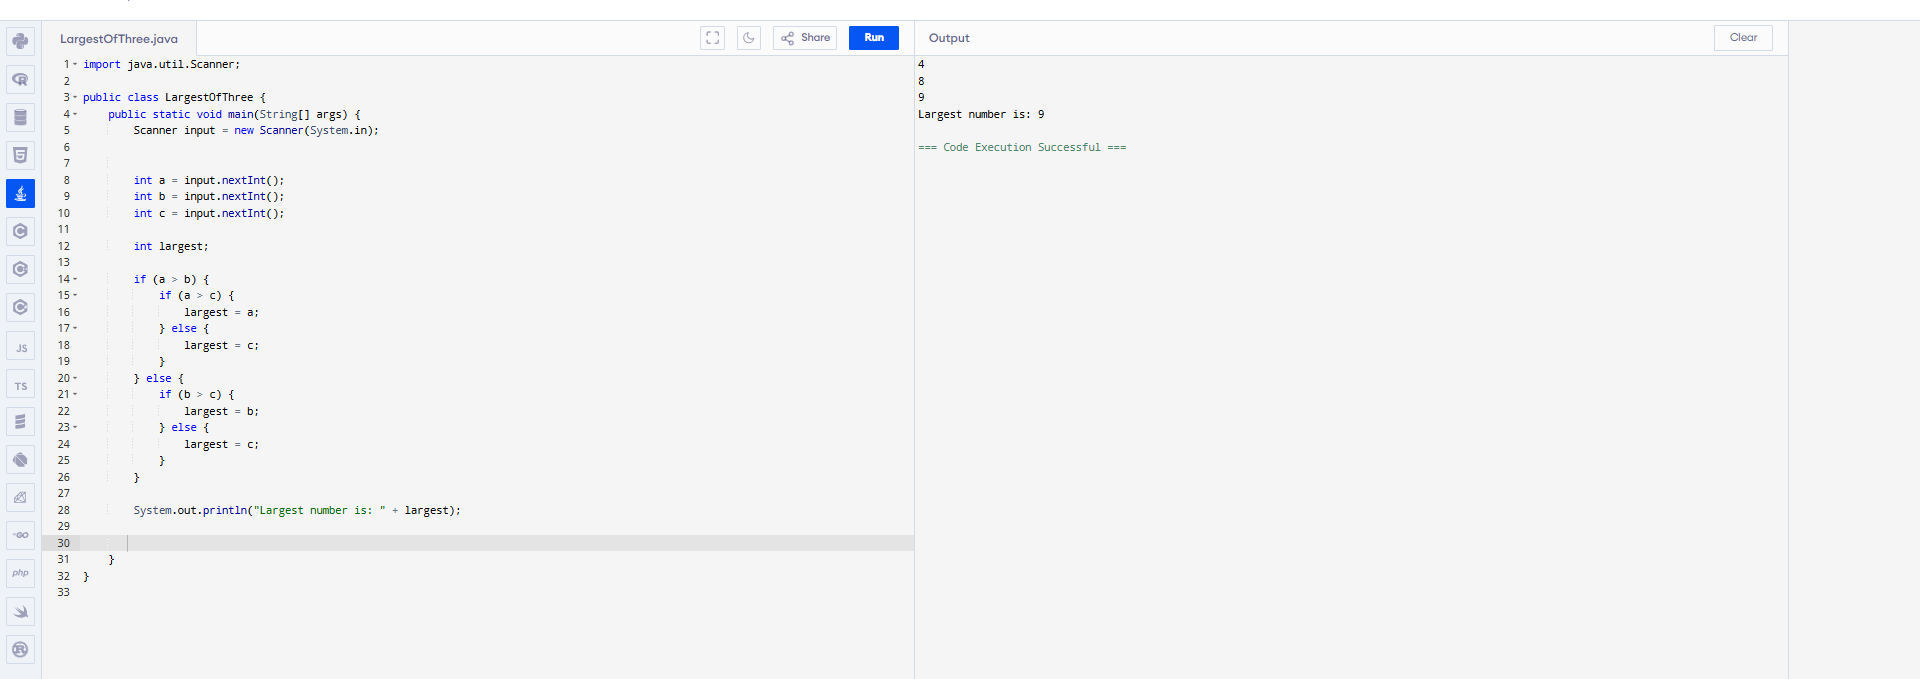 LargestOfThree.java
Share
Run
Output
Clear
1 import java.util.Scanner;
2
3 public class LargestOfThree {
4     public static void main(String[] args) {
5         Scanner input = new Scanner(System.in);
6
7
8         int a = input.nextInt();
9         int b = input.nextInt();
10         int c = input.nextInt();
11
12         int largest;
13
14         if (a > b) {
15             if (a > c) {
16                 largest = a;
17             } else {
18                 largest = c;
19             }
20         } else {
21             if (b > c) {
22                 largest = b;
23             } else {
24                 largest = c;
25             }
26         }
27
28         System.out.println("Largest number is: " + largest);
29
30
31     }
32 }
33
4
8
9
Largest number is: 9
=== Code Execution Successful ===
JS
TS
GO
php